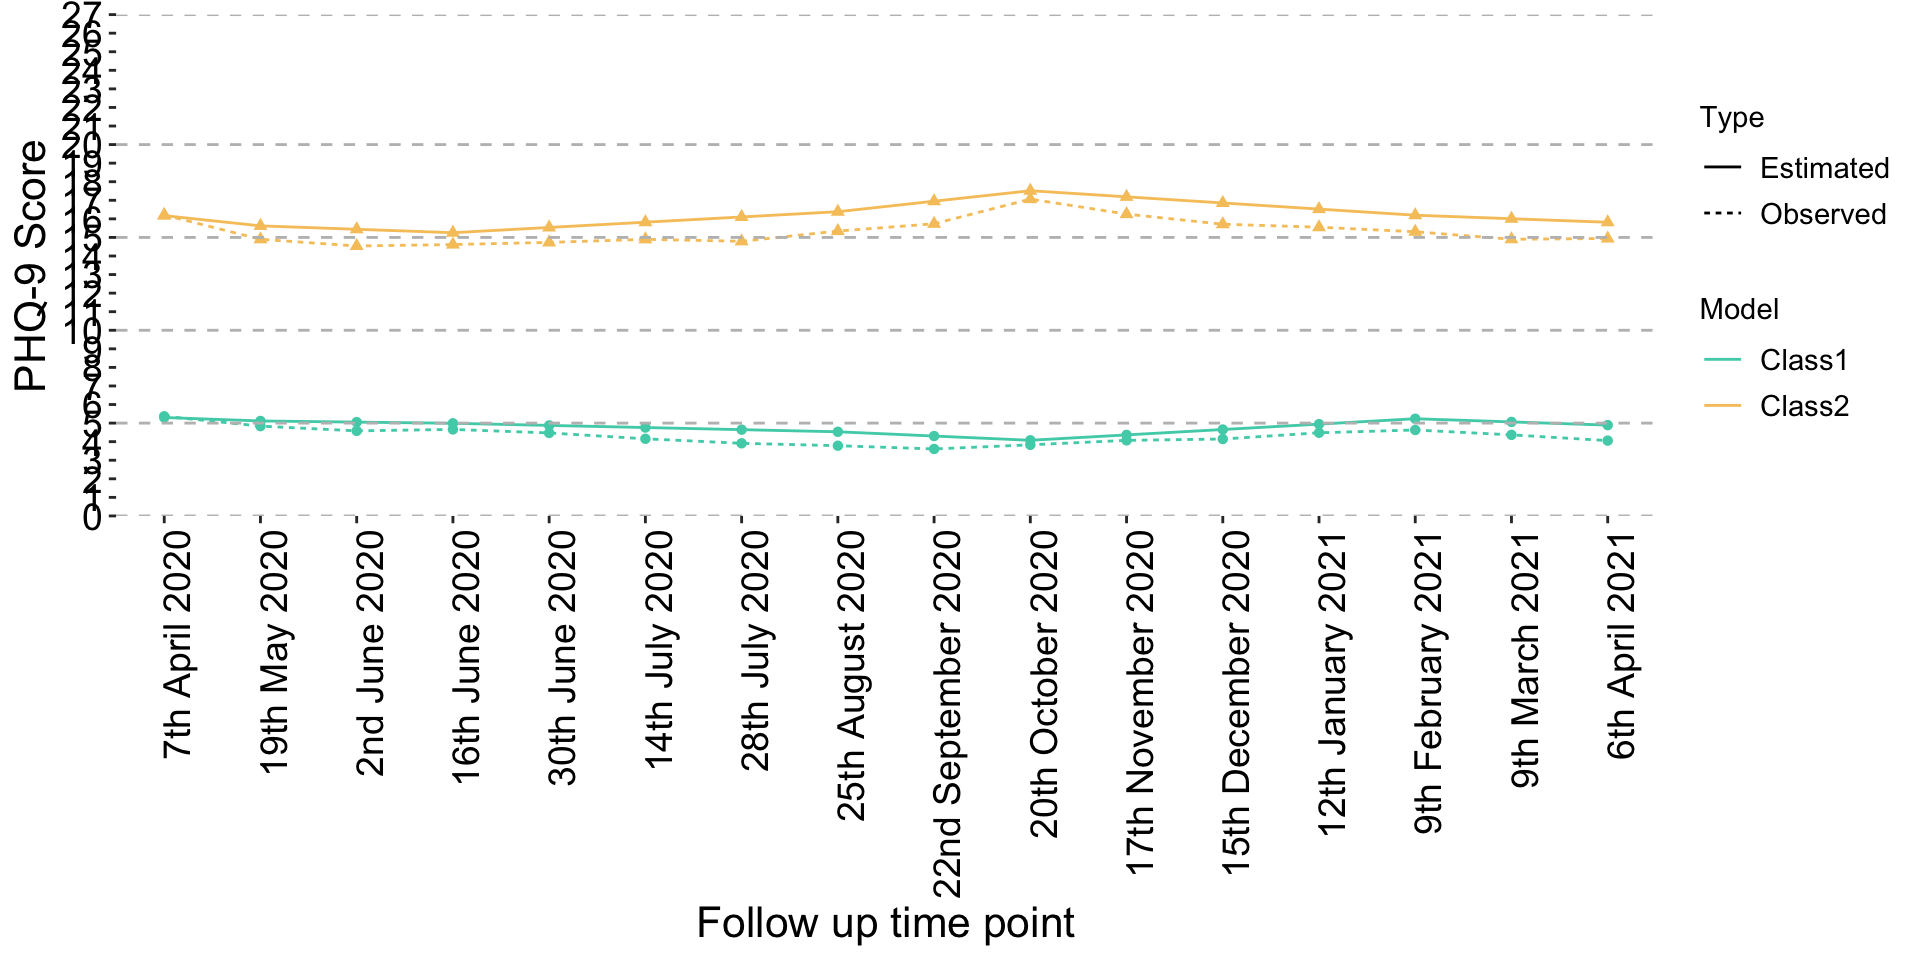 PHQ-9 Score
27
26
25
24
23
22
21
20
19
18
17
16
15
14
13
12
11
10
9
8
7
6
5
4
3
2
1
0
7th April 2020
19th May 2020
2nd June 2020
16th June 2020
30th June 2020
14th July 2020
28th July 2020
25th August 2020
22nd September 2020
20th October 2020
17th November 2020
15th December 2020
12th January 2021
9th February 2021
9th March 2021
6th April 2021
Follow up time point
Type
Estimated
Observed
Model
Class1
Class2